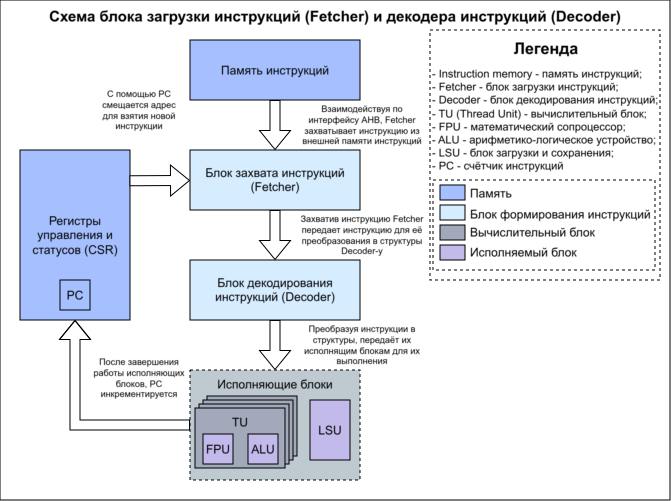 Схема блока загрузки инструкций (Fetcher) и декодера инструкций (Decoder)
Память инструкций
С помощью PC
смещается адрес
для взятия новой
инструкции
Взаимодействуя по
интерфейсу AHB, Fetcher
захватывает инструкцию из
внешней памяти инструкций
Блок захвата инструкций
(Fetcher)
Регистры
управления и
статусов (CSR)
PC
Захватив инструкцию Fetcher
передает инструкцию для её
преобразования в структуры
Decoder-у
Блок декодирования
инструкций (Decoder)
Преобразуя инструкции в
структуры, передаёт их
исполнящим блокам для их
выполнения
После завершения
работы исполняющих
блоков, PC
инкрементируется
Исполняющие блоки
TU
FPU
ALU
LSU
Легенда
- Instruction memory - память инструкций;
- Fetcher - блок загрузки инструкций;
- Decoder - блок декодирования инструкций;
- TU (Thread Unit) - вычислительный блок;
- FPU - математический сопроцессор;
- ALU - арифметико-логическое устройство;
- LSU - блок загрузки и сохранения;
- PC - счётчик инструкций
Память
Блок формирования инструкций
Вычислительный блок
Исполняемый блок